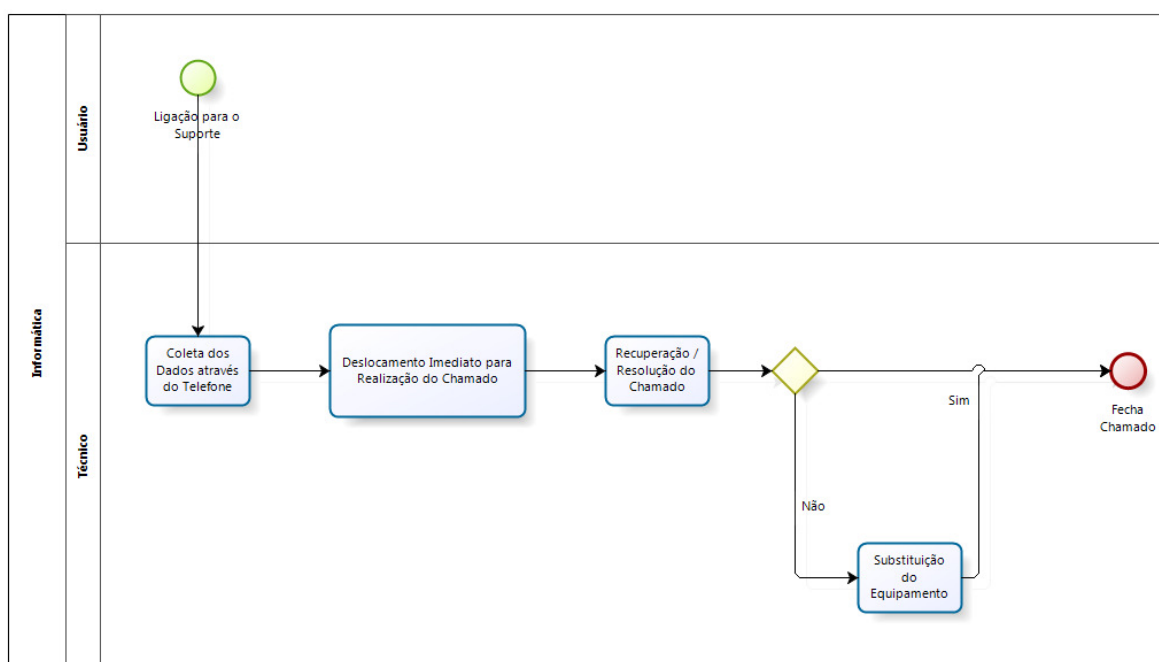 Informática
Usuário
Ligação para o
Suporte
Técnico
Coleta dos
Dados através
do Telefone
Deslocamento Imediato para
Realização do Chamado
Recuperação /
Resolução do
Chamado
Sim
Fecha
Chamado
Não
Substituição
do
Equipamento